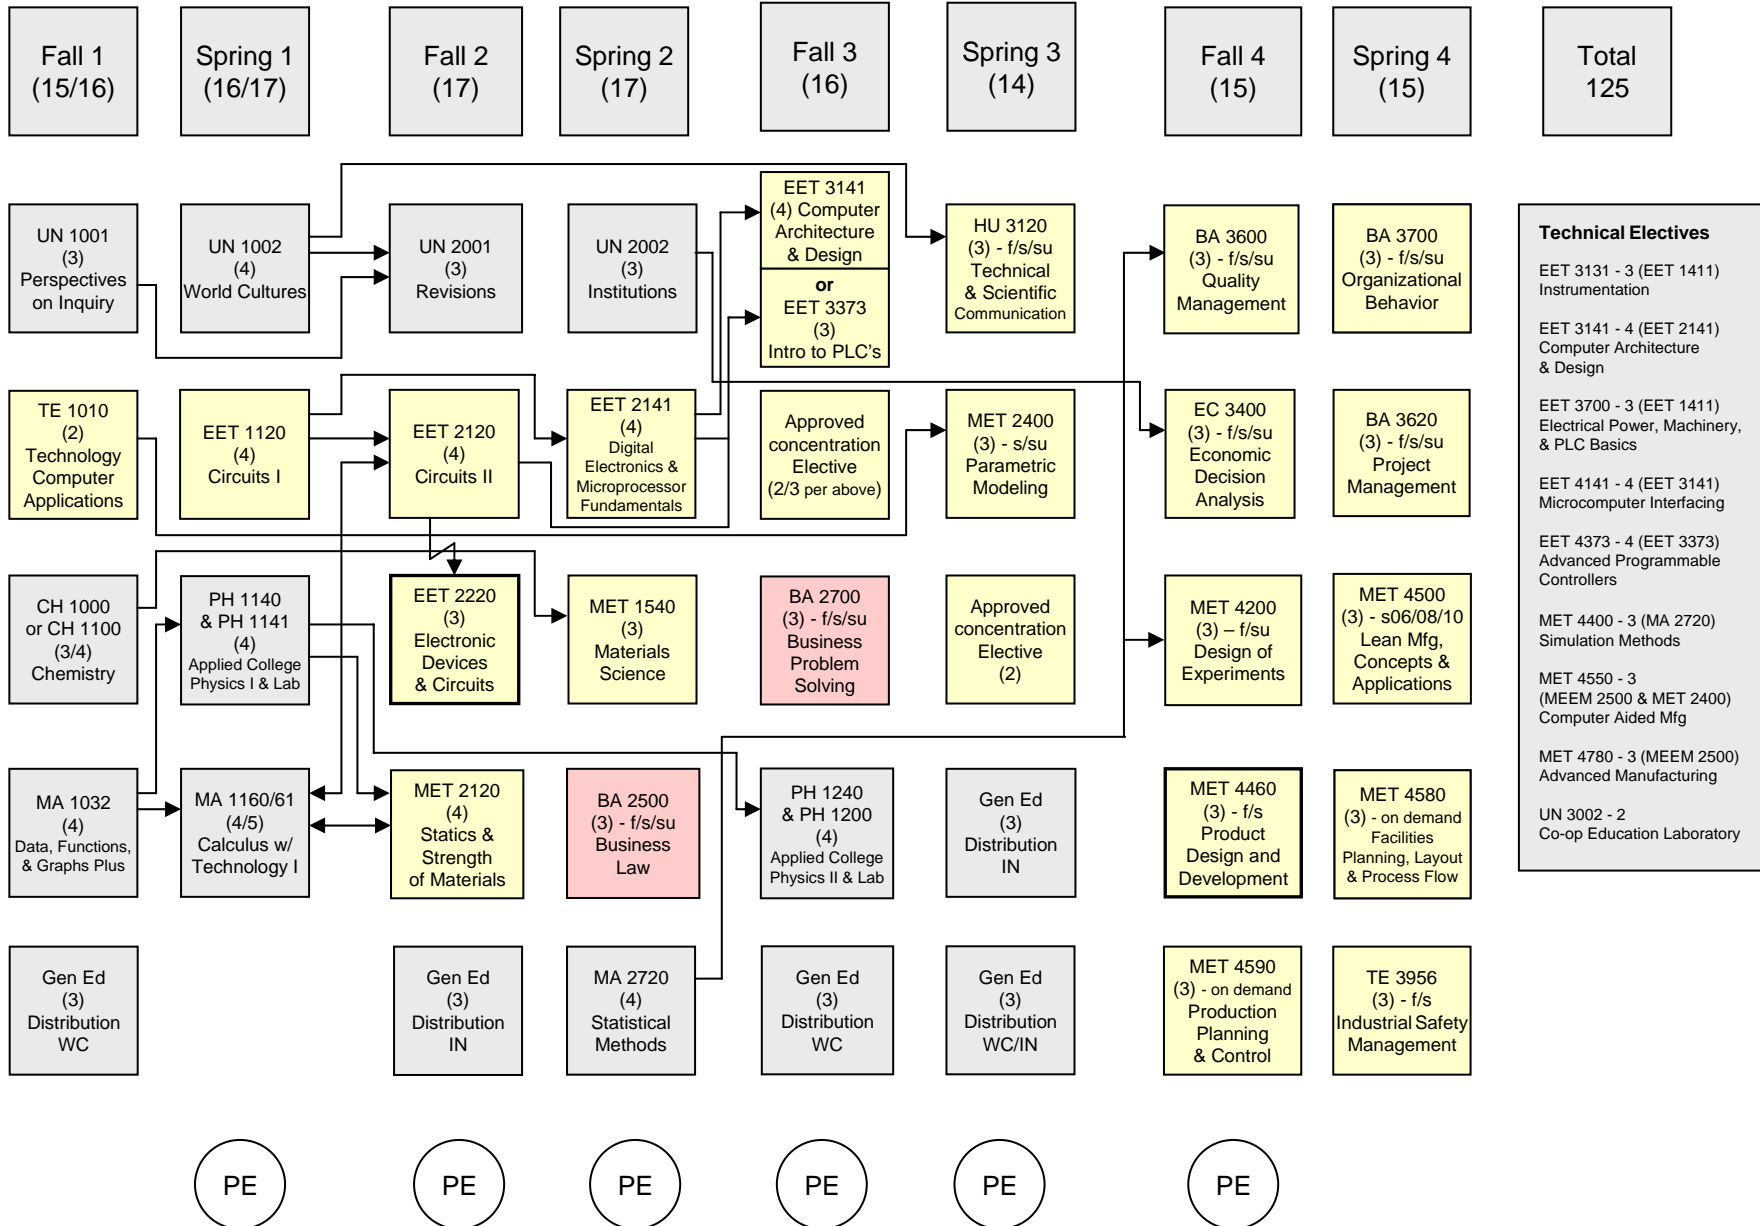 Fall 1
(15/16)
Spring 1
(16/17)
Fall 2
(17)
Spring 2
(17)
Fall 3
(16)
Spring 3
(14)
Fall 4
(15)
Spring 4
(15)
Total
125
UN 1001
(3)
Perspectives
on Inquiry
UN 1002
(4)
World Cultures
UN 2001
(3)
Revisions
UN 2002
(3)
Institutions
EET 3141
(4) Computer
Architecture
& Design
or
EET 3373
(3)
Intro to PLC's
HU 3120
(3) - f/s/su
Technical
& Scientific
Communication
BA 3600
(3) - f/s/su
Quality
Management
BA 3700
(3) - f/s/su
Organizational
Behavior
TE 1010
(2)
Technology
Computer
Applications
EET 1120
(4)
Circuits I
EET 2120
(4)
Circuits II
EET 2141
(4)
Digital
Electronics &
Microprocessor
Fundamentals
Approved
concentration
Elective
(2/3 per above)
MET 2400
(3) - s/su
Parametric
Modeling
EC 3400
(3) - f/s/su
Economic
Decision
Analysis
BA 3620
(3) - f/s/su
Project
Management
CH 1000
or CH 1100
(3/4)
Chemistry
PH 1140
& PH 1141
(4)
Applied College
Physics I & Lab
EET 2220
(3)
Electronic
Devices
& Circuits
MET 1540
(3)
Materials
Science
BA 2700
(3) - f/s/su
Business
Problem
Solving
Approved
concentration
Elective
(2)
MET 4200
(3) – f/su
Design of
Experiments
MET 4500
(3) - s06/08/10
Lean Mfg,
Concepts &
Applications
MA 1032
(4)
Data, Functions,
& Graphs Plus
MA 1160/61
(4/5)
Calculus w/
Technology I
MET 2120
(4)
Statics &
Strength
of Materials
BA 2500
(3) - f/s/su
Business
Law
PH 1240
& PH 1200
(4)
Applied College
Physics II & Lab
Gen Ed
(3)
Distribution
IN
MET 4460
(3) - f/s
Product
Design and
Development
MET 4580
(3) - on demand
Facilities
Planning, Layout
& Process Flow
Gen Ed
(3)
Distribution
WC
Gen Ed
(3)
Distribution
IN
MA 2720
(4)
Statistical
Methods
Gen Ed
(3)
Distribution
WC
Gen Ed
(3)
Distribution
WC/IN
MET 4590
(3) - on demand
Production
Planning
& Control
TE 3956
(3) - f/s
Industrial Safety
Management
PE
PE
PE
PE
PE
PE
Technical Electives
EET 3131 - 3 (EET 1411)
Instrumentation
EET 3141 - 4 (EET 2141)
Computer Architecture
& Design
EET 3700 - 3 (EET 1411)
Electrical Power, Machinery,
& PLC Basics
EET 4141 - 4 (EET 3141)
Microcomputer Interfacing
EET 4373 - 4 (EET 3373)
Advanced Programmable
Controllers
MET 4400 - 3 (MA 2720)
Simulation Methods
MET 4550 - 3
(MEEM 2500 & MET 2400)
Computer Aided Mfg
MET 4780 - 3 (MEEM 2500)
Advanced Manufacturing
UN 3002 - 2
Co-op Education Laboratory